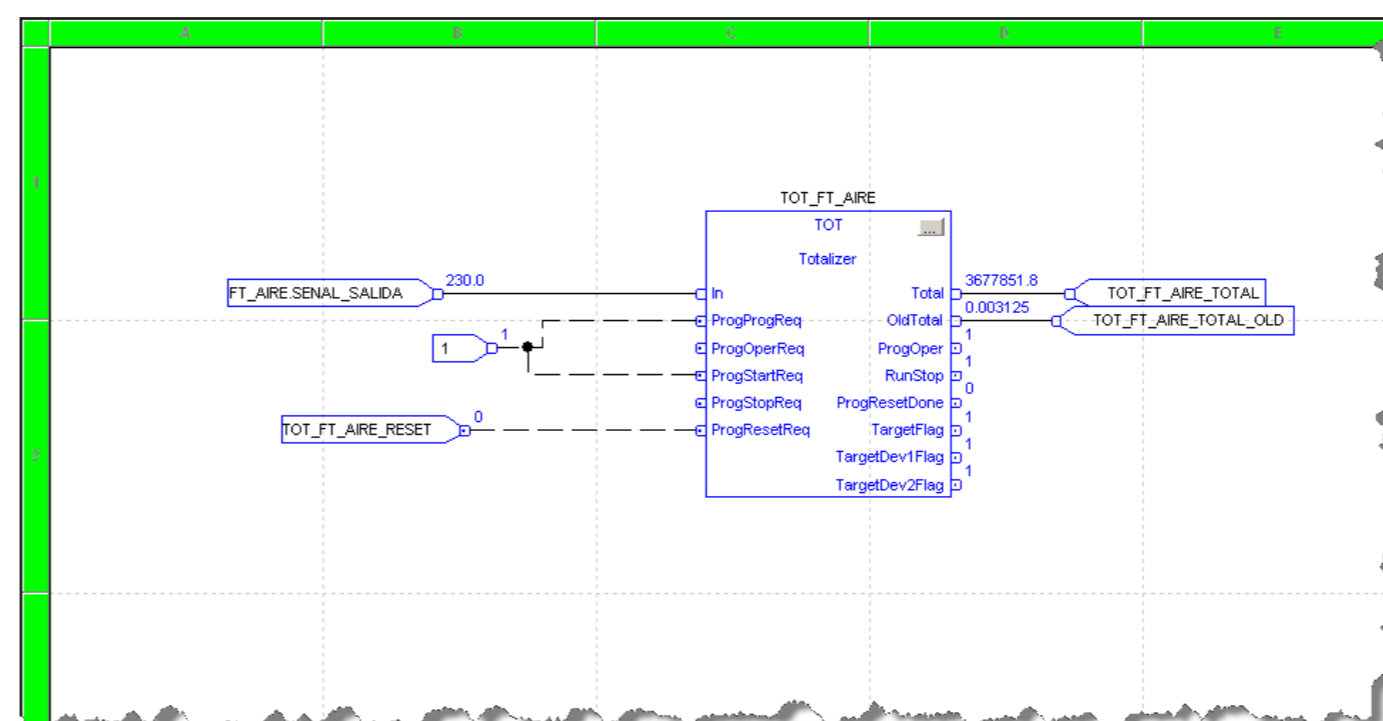 A B C D E
1
TOT_FT_AIRE
TOT
...
Totalizer
FT_AIRE.SENAL_SALIDA 230.0 In Total 3677851.8 TOT_FT_AIRE_TOTAL
ProgProgReq OldTotal 0.003125 TOT_FT_AIRE_TOTAL_OLD
1 1 ProgOperReq ProgOper 1
ProgStartReq RunStop 1
ProgStopReq ProgResetDone 0
TOT_FT_AIRE_RESET 0 ProgResetReq TargetFlag 1
2 TargetDev1Flag 1
TargetDev2Flag 1